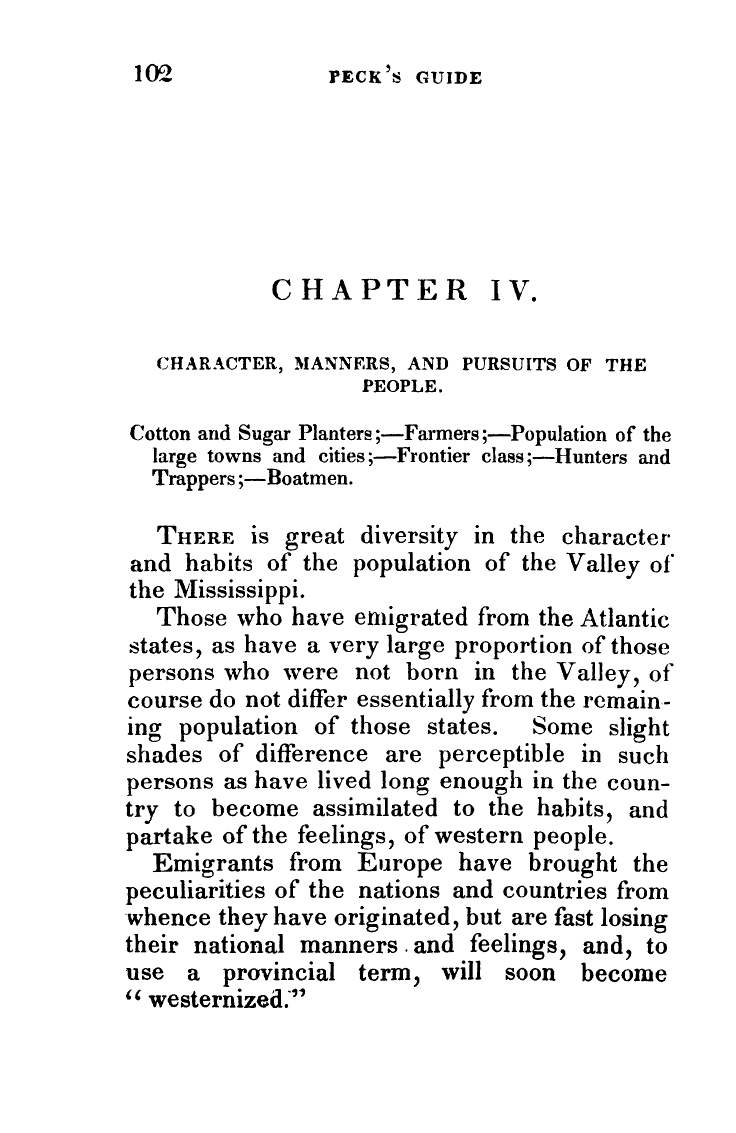 102 PECK'S GUIDE
CHAPTER IV.
CHARACTER, MANNERS, AND PURSUITS OF THE
PEOPLE.
Cotton and Sugar Planters;—Farmers;—Population of the
large towns and cities;—Frontier class;—Hunters and
Trappers;—Boatmen.
THERE is great diversity in the character
and habits of the population of the Valley of
the Mississippi.
Those who have emigrated from the Atlantic
states, as have a very large proportion of those
persons who were not born in the Valley, of
course do not differ essentially from the remain-
ing population of those states. Some slight
shades of difference are perceptible in such
persons as have lived long enough in the coun-
try to become assimilated to the habits, and
partake of the feelings, of western people.
Emigrants from Europe have brought the
peculiarities of the nations and countries from
whence they have originated, but are fast losing
their national manners and feelings, and, to
use a provincial term, will soon become
“westernized.”